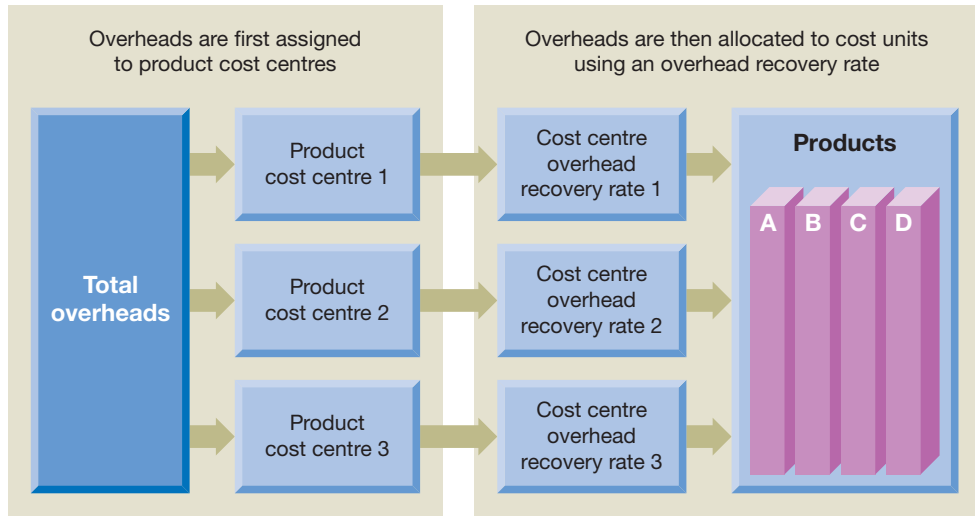 Overheads are first assigned
to product cost centres
Overheads are then allocated to cost units
using an overhead recovery rate
Total
overheads
Product
cost centre 1
Cost centre
overhead
recovery rate 1
Product
cost centre 2
Cost centre
overhead
recovery rate 2
Product
cost centre 3
Cost centre
overhead
recovery rate 3
Products
A B C D